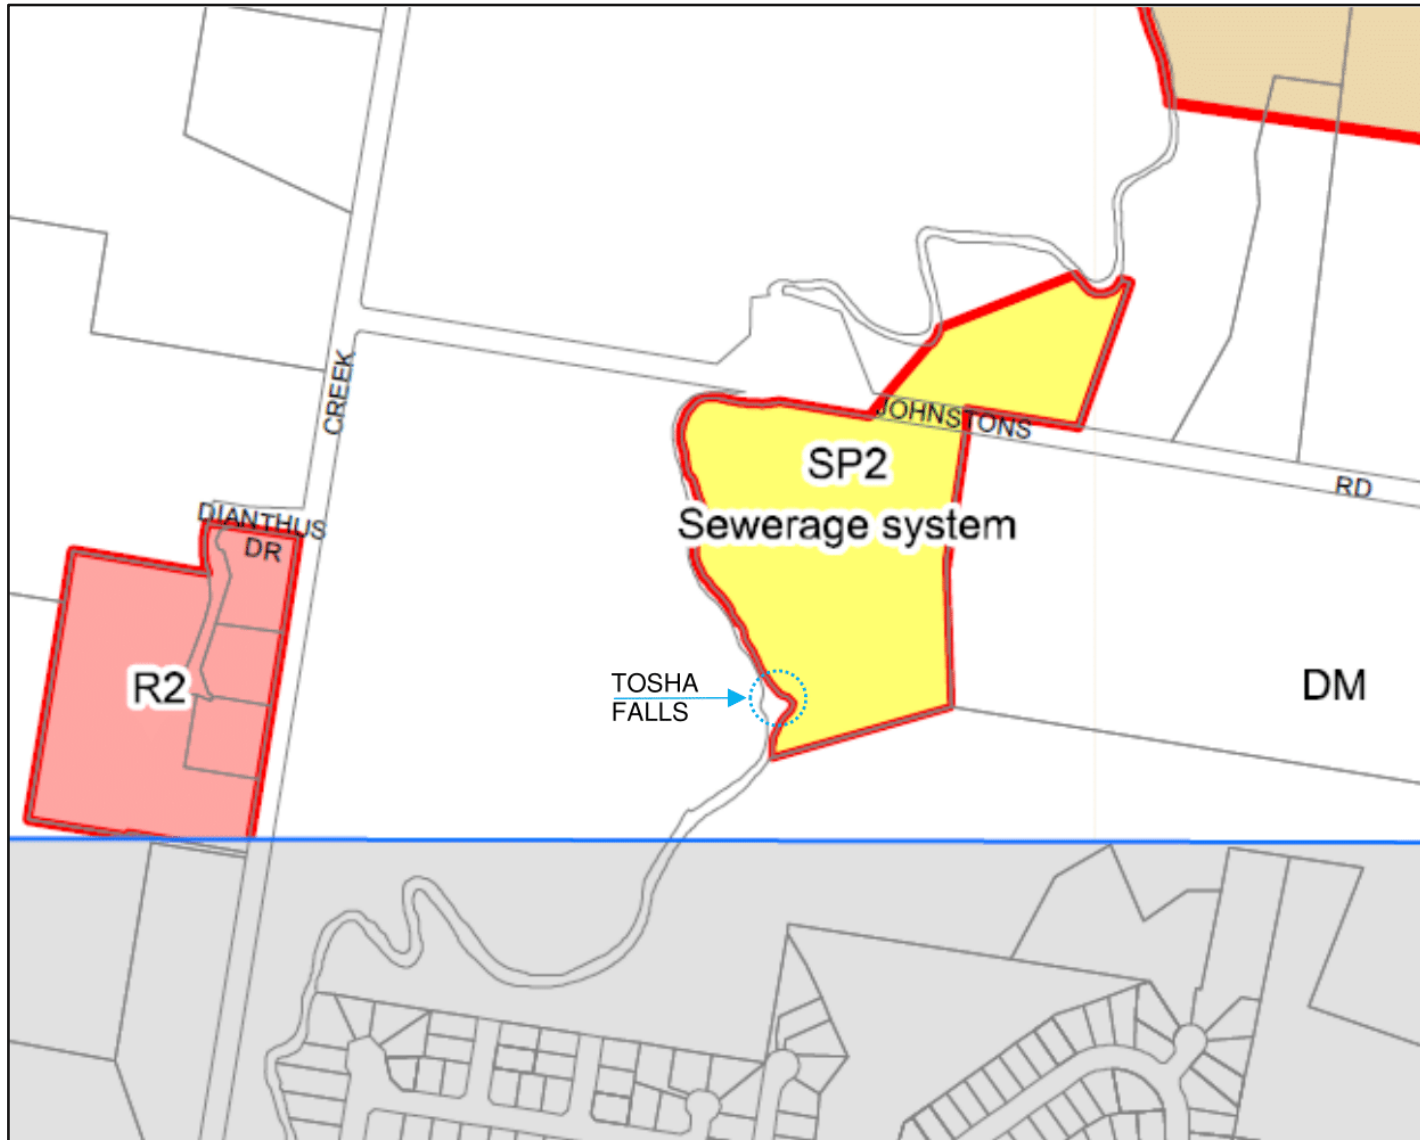 CREEK
JOHNSTONS
RD
SP2
Sewerage system
DIANTHUS
DR
R2
TOSHA
FALLS
DM